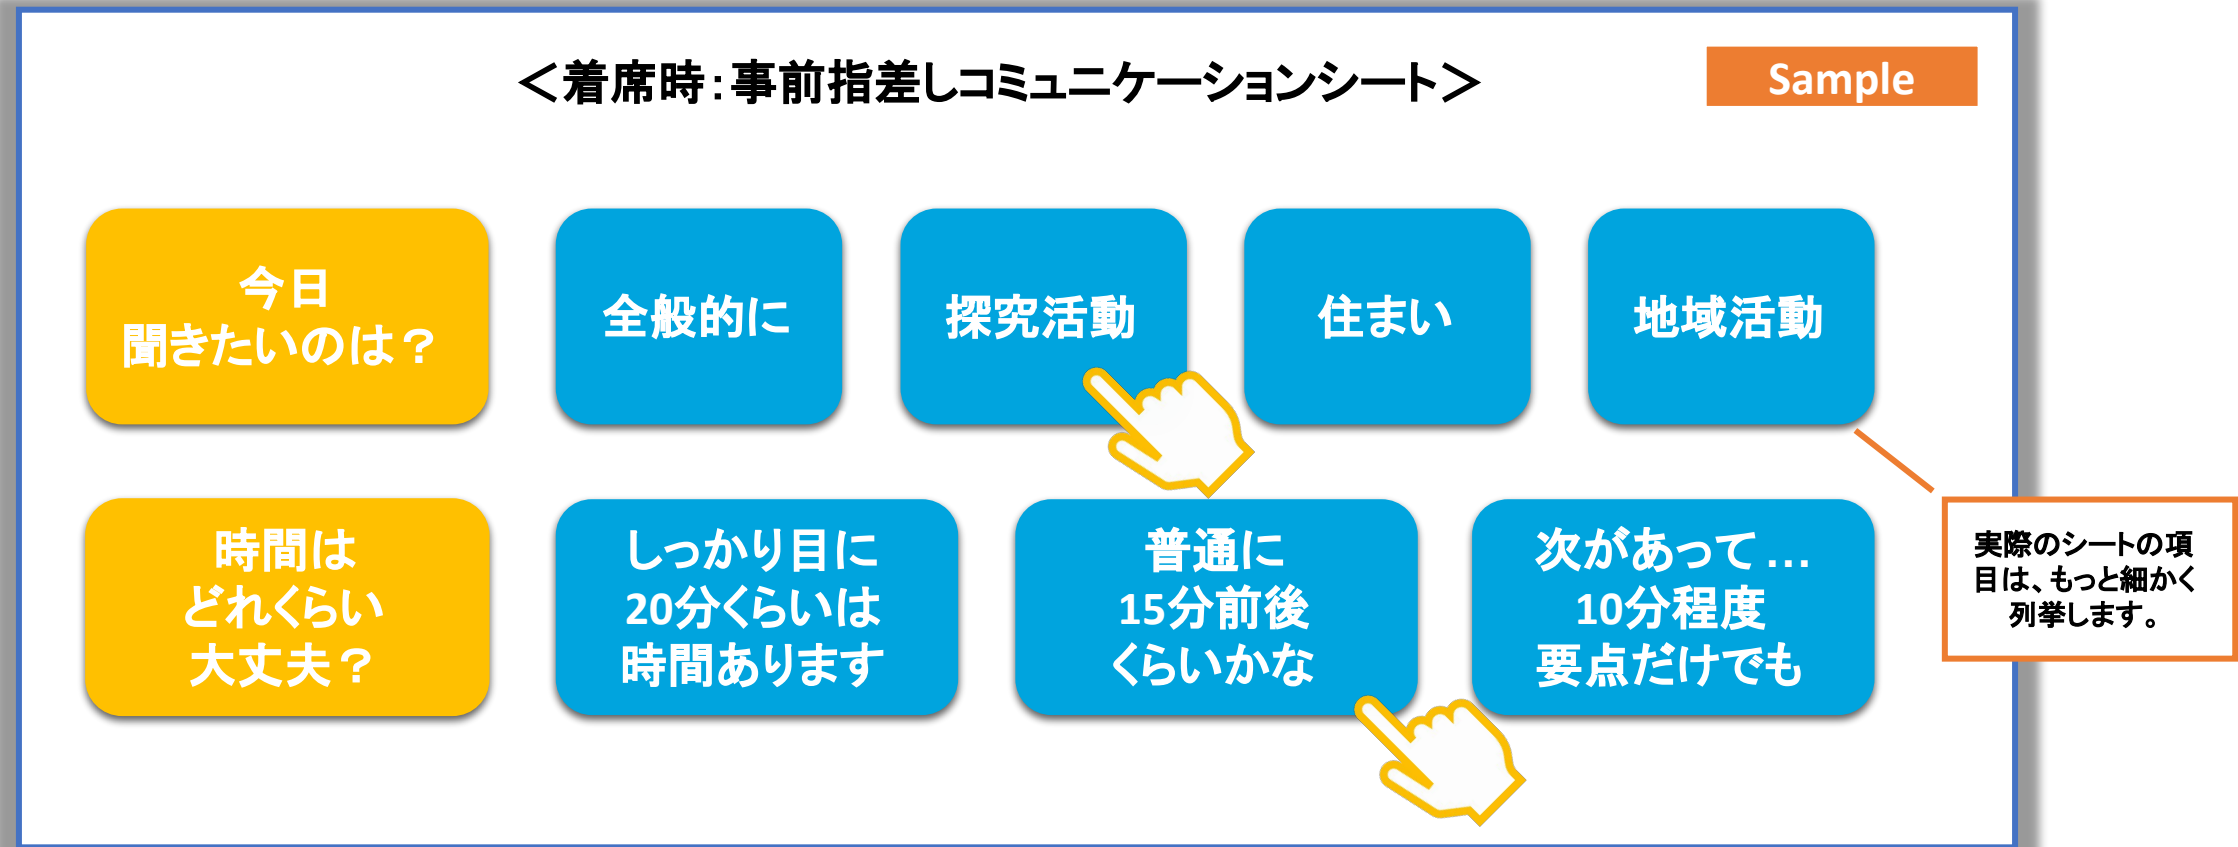 ＜着席時：事前指差しコミュニケーションシート＞
Sample
今日
聞きたいのは？
全般的に
探究活動
住まい
地域活動
時間は
どれくらい
大丈夫？
しっかり目に
20分くらいは
時間あります
普通に
15分前後
くらいかな
次があって…
10分程度
要点だけでも
実際のシートの項
目は、もっと細かく
列挙します。